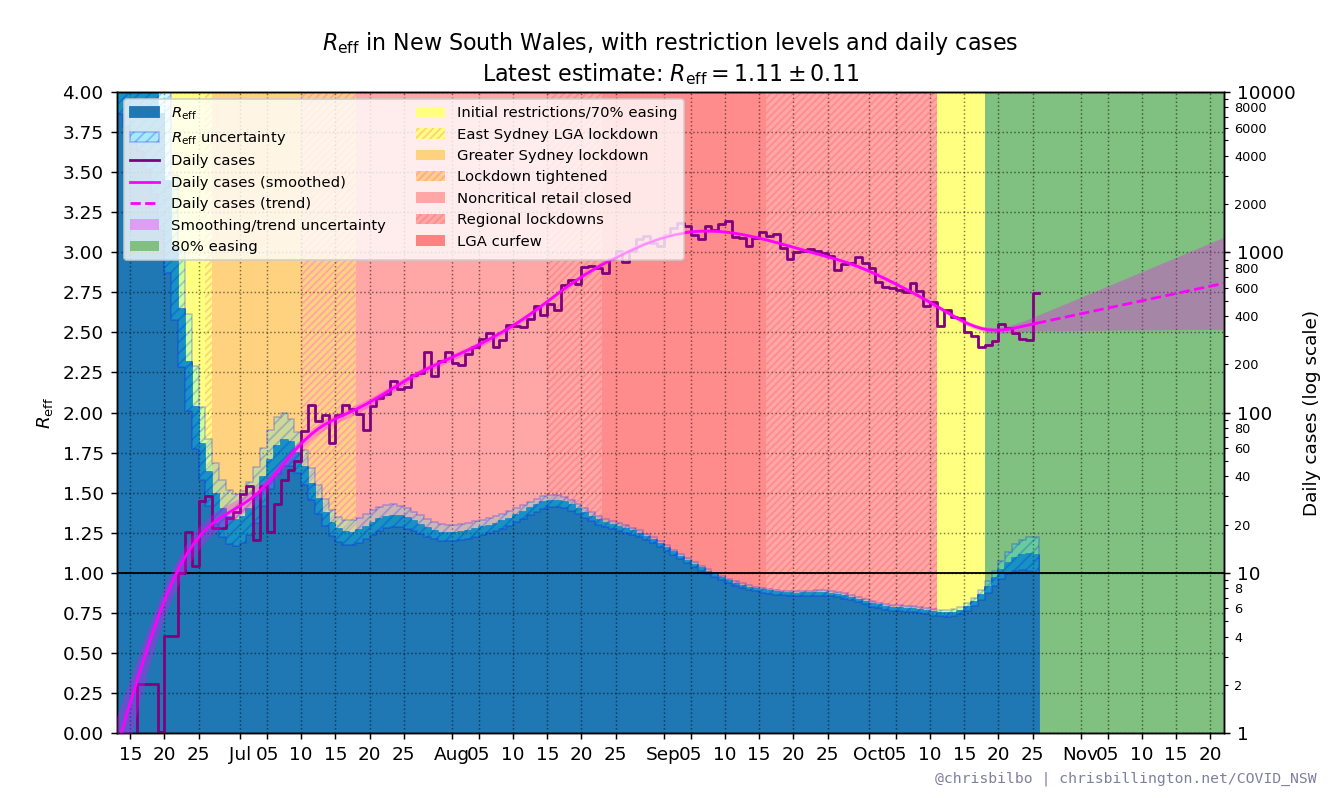 R_eff in New South Wales, with restriction levels and daily cases
Latest estimate: R_eff = 1.11 ± 0.11
R_eff
R_eff uncertainty
Daily cases
Daily cases (smoothed)
Daily cases (trend)
Smoothing/trend uncertainty
80% easing
Initial restrictions/70% easing
East Sydney LGA lockdown
Greater Sydney lockdown
Lockdown tightened
Noncritical retail closed
Regional lockdowns
LGA curfew
R_eff
4.00
3.75
3.50
3.25
3.00
2.75
2.50
2.25
2.00
1.75
1.50
1.25
1.00
0.75
0.50
0.25
0.00
10000
8000
6000
4000
2000
1000
800
600
400
200
100
80
60
40
20
10
8
6
4
2
1
Daily cases (log scale)
15 20 25 Jul 05 10 15 20 25 Aug 05 10 15 20 25 Sep 05 10 15 20 25 Oct 05 10 15 20 25 Nov 05 10 15 20
@chrisbilbo | chrisbillington.net/COVID_NSW